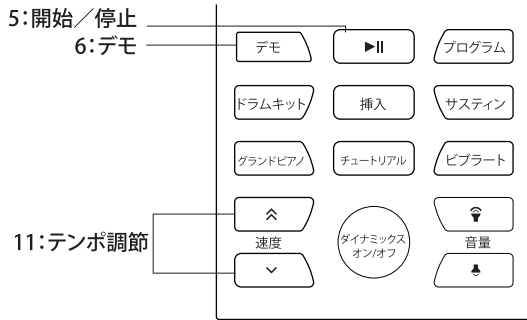 5:開始／停止
6:デモ
デモ
プログラム
ドラムキット
挿入
サスティン
グランドピアノ
チュートリアル
ビブラート
11:テンポ調節
速度
ダイナミックス
オン/オフ
音量